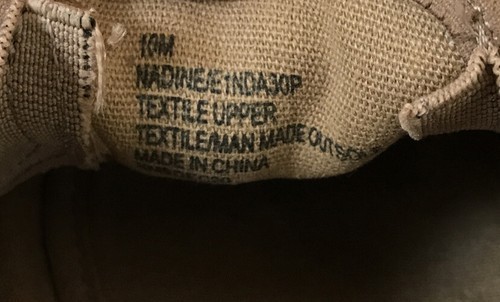 10M
NADINE/E1NDA30P
TEXTILE UPPER
TEXTILE/MAN MADE OUTSOLE
MADE IN CHINA